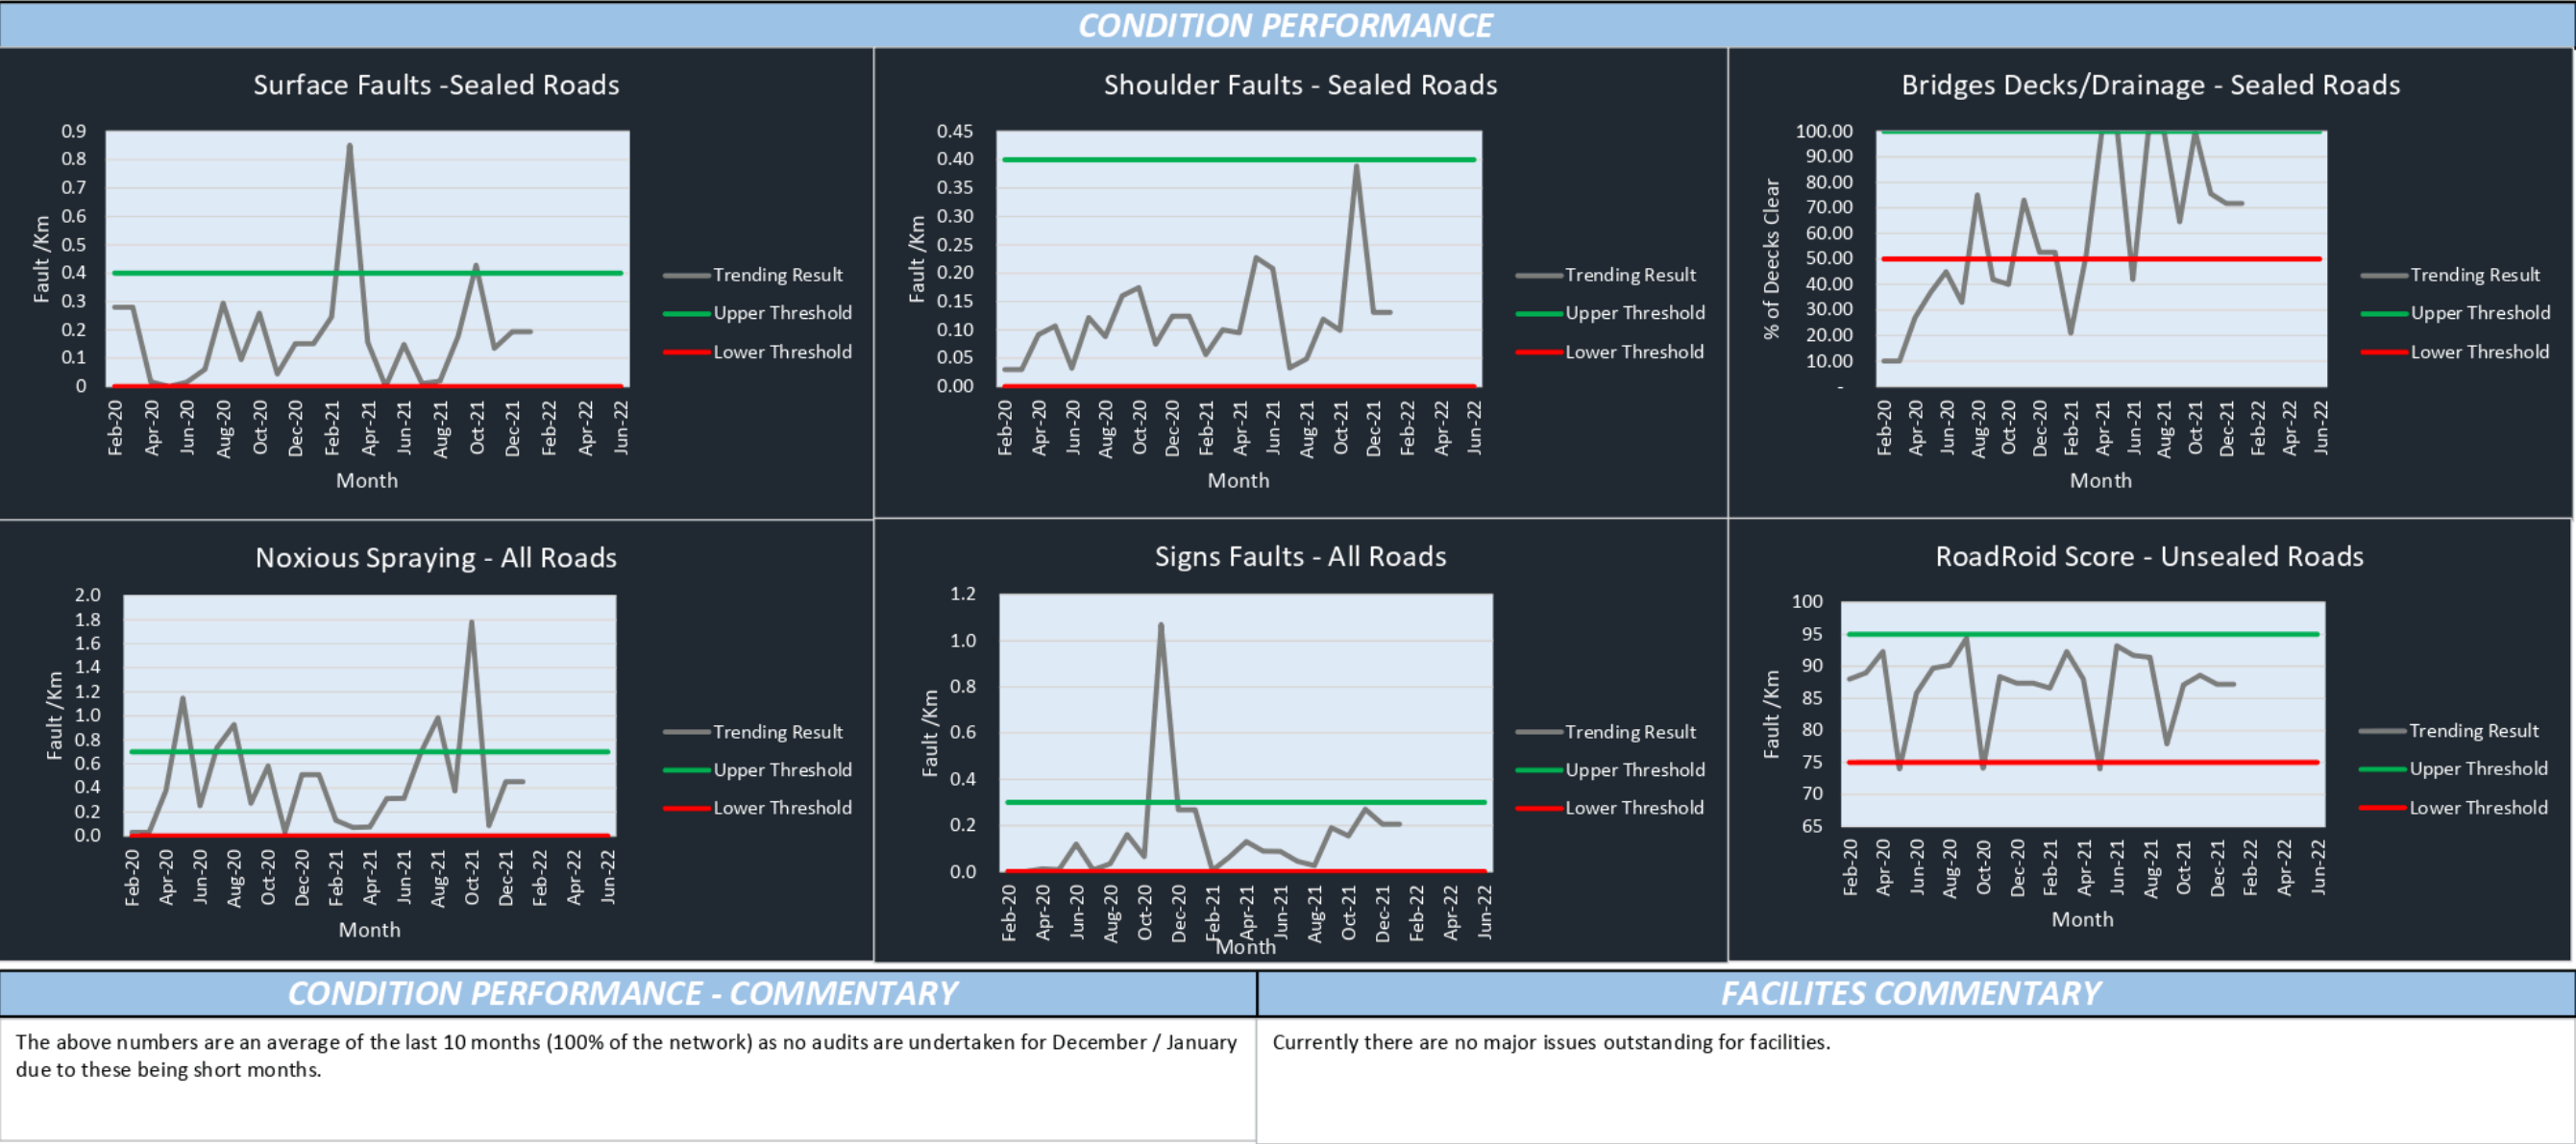 CONDITION PERFORMANCE
Surface Faults -Sealed Roads
0.9
0.8
0.7
0.6
0.5
0.4
0.3
0.2
0.1
0
Fault /Km
Feb-20
Apr-20
Jun-20
Aug-20
Oct-20
Dec-20
Feb-21
Apr-21
Jun-21
Aug-21
Oct-21
Dec-21
Feb-22
Apr-22
Jun-22
Month
Trending Result
Upper Threshold
Lower Threshold
Shoulder Faults - Sealed Roads
0.45
0.40
0.35
0.30
0.25
0.20
0.15
0.10
0.05
0.00
Fault /Km
Feb-20
Apr-20
Jun-20
Aug-20
Oct-20
Dec-20
Feb-21
Apr-21
Jun-21
Aug-21
Oct-21
Dec-21
Feb-22
Apr-22
Jun-22
Month
Trending Result
Upper Threshold
Lower Threshold
Bridges Decks/Drainage - Sealed Roads
100.00
90.00
80.00
70.00
60.00
50.00
40.00
30.00
20.00
10.00
-
% of Deecks Clear
Feb-20
Apr-20
Jun-20
Aug-20
Oct-20
Dec-20
Feb-21
Apr-21
Jun-21
Aug-21
Oct-21
Dec-21
Feb-22
Apr-22
Jun-22
Month
Trending Result
Upper Threshold
Lower Threshold
Noxious Spraying - All Roads
2.0
1.8
1.6
1.4
1.2
1.0
0.8
0.6
0.4
0.2
0.0
Fault /Km
Feb-20
Apr-20
Jun-20
Aug-20
Oct-20
Dec-20
Feb-21
Apr-21
Jun-21
Aug-21
Oct-21
Dec-21
Feb-22
Apr-22
Jun-22
Month
Trending Result
Upper Threshold
Lower Threshold
Signs Faults - All Roads
1.2
1.0
0.8
0.6
0.4
0.2
0.0
Fault /Km
Feb-20
Apr-20
Jun-20
Aug-20
Oct-20
Dec-20
Feb-21
Apr-21
Jun-21
Aug-21
Oct-21
Dec-21
Feb-22
Apr-22
Jun-22
Month
Trending Result
Upper Threshold
Lower Threshold
RoadRoid Score - Unsealed Roads
100
95
90
85
80
75
70
65
Fault /Km
Feb-20
Apr-20
Jun-20
Aug-20
Oct-20
Dec-20
Feb-21
Apr-21
Jun-21
Aug-21
Oct-21
Dec-21
Feb-22
Apr-22
Jun-22
Month
Trending Result
Upper Threshold
Lower Threshold
CONDITION PERFORMANCE - COMMENTARY
The above numbers are an average of the last 10 months (100% of the network) as no audits are undertaken for December / January
due to these being short months.
FACILITES COMMENTARY
Currently there are no major issues outstanding for facilities.